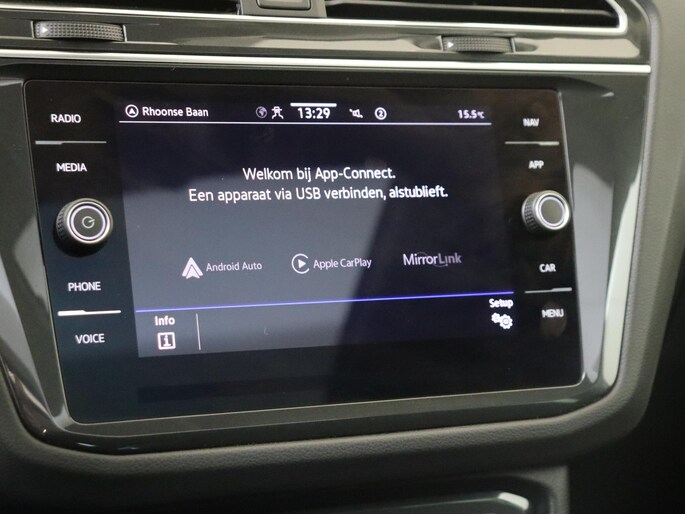 RADIO
MEDIA
PHONE
VOICE
Rhoonse Baan
13:29
2
15.5°C
Welkom bij App-Connect.
Een apparaat via USB verbinden, alstublieft.
Android Auto
Apple CarPlay
MirrorLink
Info
Setup
NAV
APP
CAR
MENU